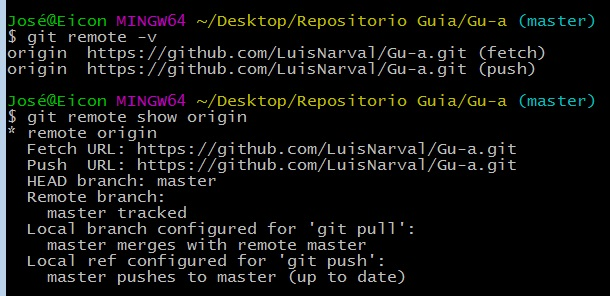 José@Eicon MINGW64 ~/Desktop/Repositorio Guia/Gu-a (master)
$ git remote -v
origin  https://github.com/LuisNarval/Gu-a.git (fetch)
origin  https://github.com/LuisNarval/Gu-a.git (push)

José@Eicon MINGW64 ~/Desktop/Repositorio Guia/Gu-a (master)
$ git remote show origin
* remote origin
  Fetch URL: https://github.com/LuisNarval/Gu-a.git
  Push  URL: https://github.com/LuisNarval/Gu-a.git
  HEAD branch: master
  Remote branch:
    master tracked
  Local branch configured for 'git pull':
    master merges with remote master
  Local ref configured for 'git push':
    master pushes to master (up to date)